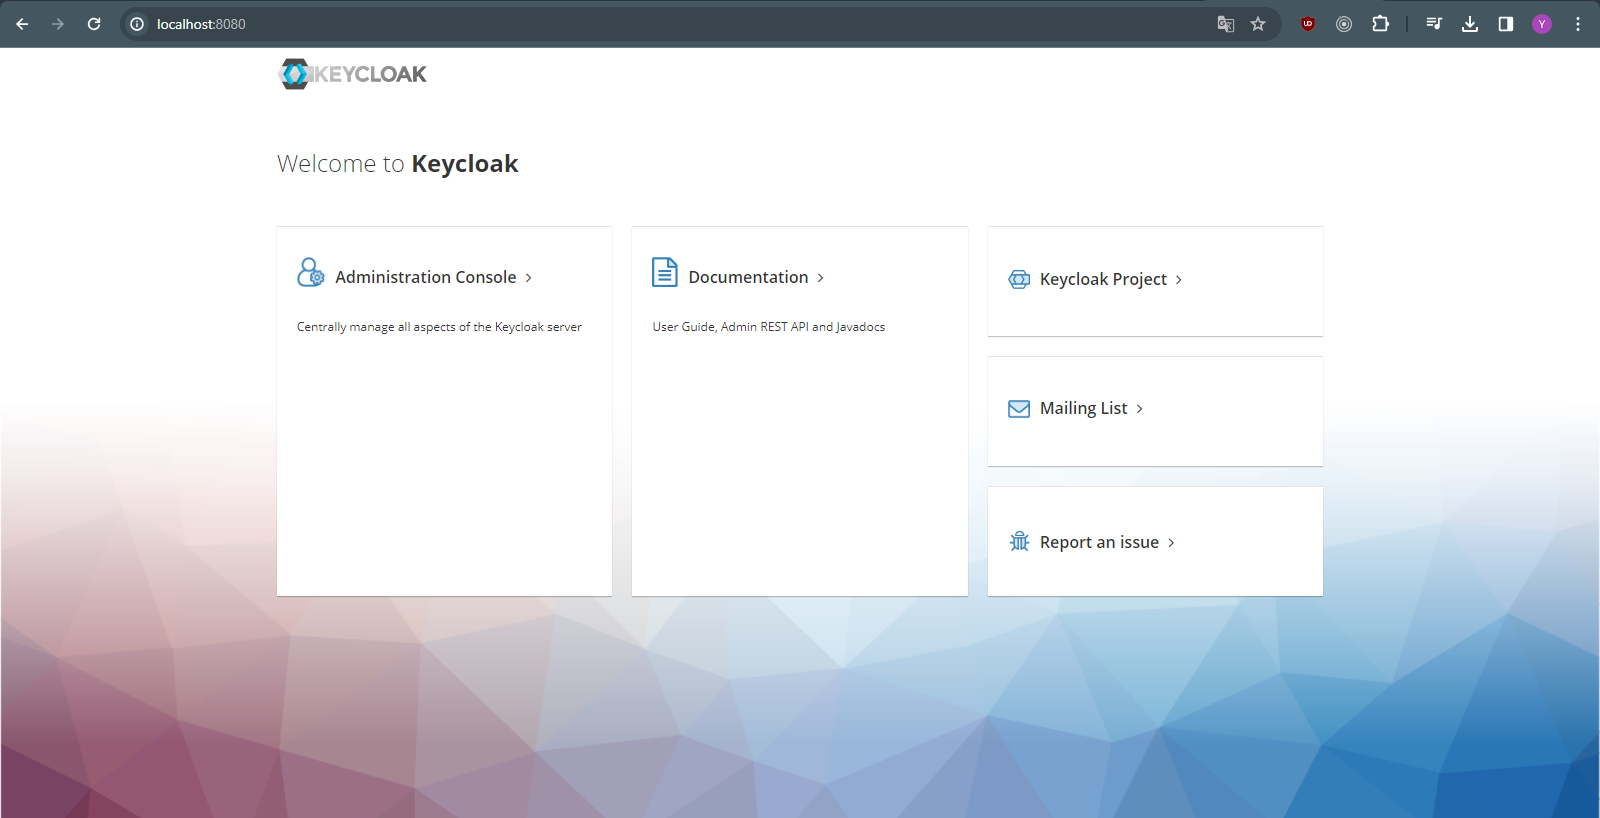 localhost:8080
KEYCLOAK
Welcome to Keycloak
Administration Console
Centrally manage all aspects of the Keycloak server
Documentation
User Guide, Admin REST API and Javadocs
Keycloak Project
Mailing List
Report an issue
Y